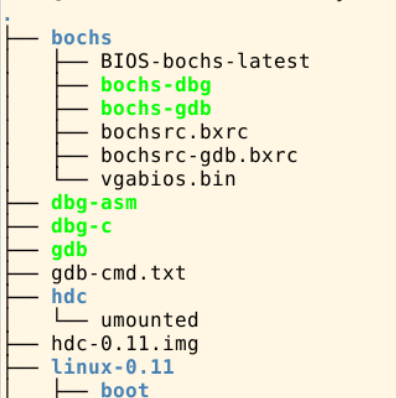 .
├── bochs
│   ├── BIOS-bochs-latest
│   ├── bochs-dbg
│   ├── bochs-gdb
│   ├── bochsrc.bxrc
│   ├── bochsrc-gdb.bxrc
│   └── vgabios.bin
├── dbg-asm
├── dbg-c
├── gdb
├── gdb-cmd.txt
├── hdc
│   └── umounted
├── hdc-0.11.img
├── linux-0.11
│   ├── boot